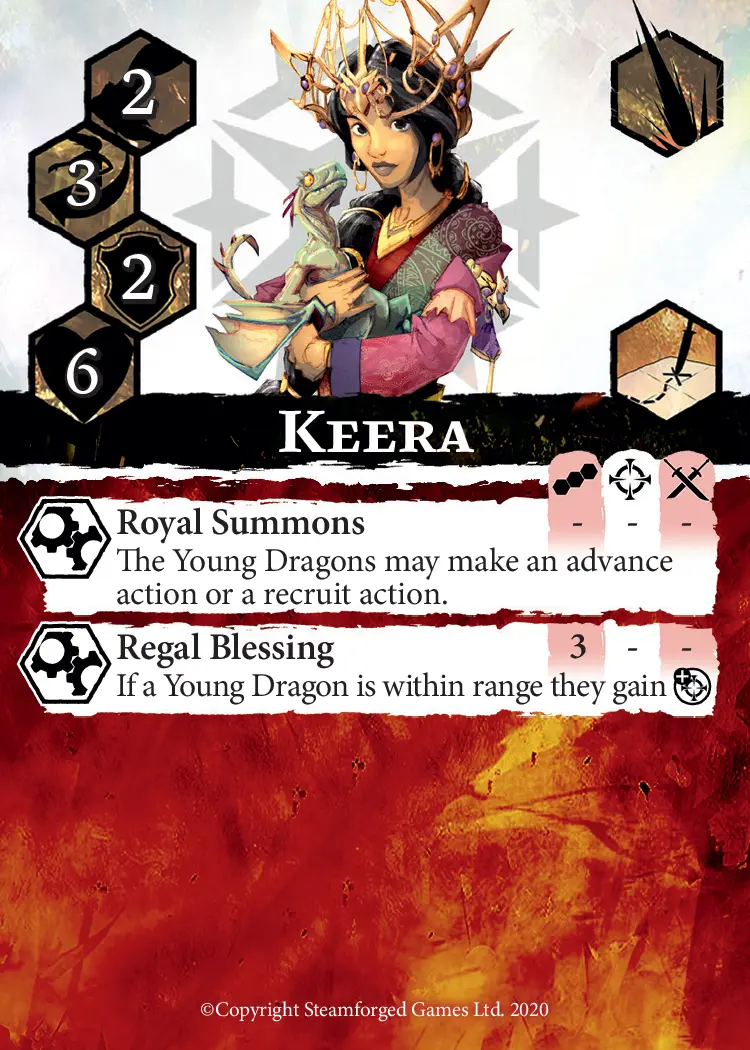 2
3
2
6
Keera
Royal Summons - - -
The Young Dragons may make an advance
action or a recruit action.
Regal Blessing 3 - -
If a Young Dragon is within range they gain
©Copyright Steamforged Games Ltd. 2020